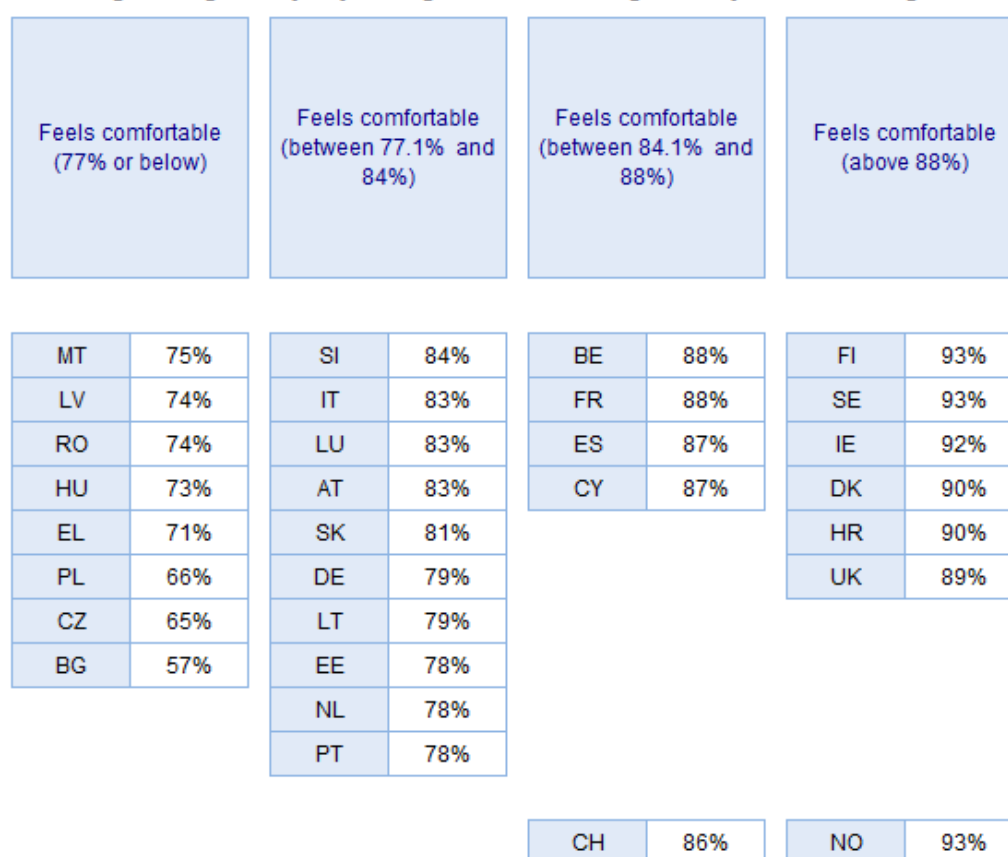 Feels comfortable
(77% or below)
Feels comfortable
(between 77.1% and
84%)
Feels comfortable
(between 84.1% and
88%)
Feels comfortable
(above 88%)
MT 75% SI 84% BE 88% FI 93%
LV 74% IT 83% FR 88% SE 93%
RO 74% LU 83% ES 87% IE 92%
HU 73% AT 83% CY 87% DK 90%
EL 71% SK 81% HR 90%
PL 66% DE 79% UK 89%
CZ 65% LT 79%
BG 57% EE 78%
NL 78%
PT 78%
CH 86% NO 93%